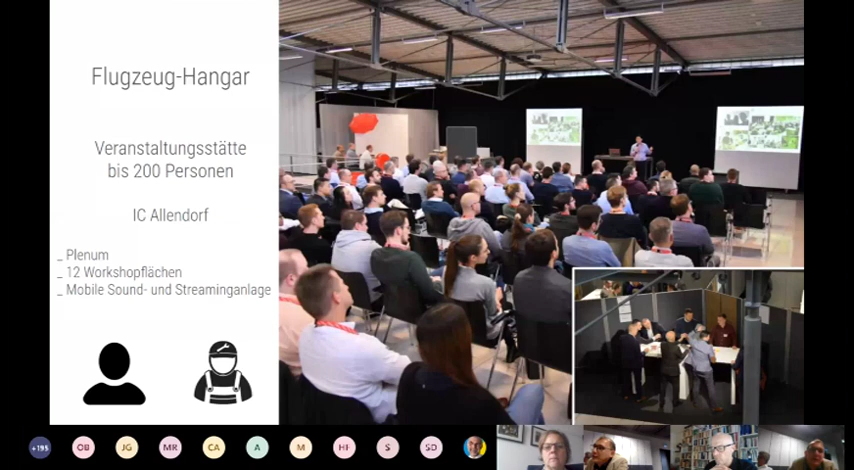 Flugzeug-Hangar
Veranstaltungsstätte
bis 200 Personen
IC Allendorf
_ Plenum
_ 12 Workshopflächen
_ Mobile Sound- und Streaminganlage
+195
OB
JG
MR
CA
A
M
HF
S
SD